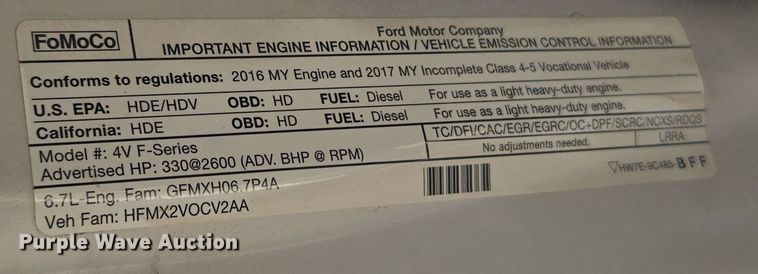 FoMoCo
Ford Motor Company
IMPORTANT ENGINE INFORMATION / VEHICLE EMISSION CONTROL INFORMATION
Conforms to regulations: 2016 MY Engine and 2017 MY Incomplete Class 4-5 Vocational Vehicle
U.S. EPA: HDE/HDV OBD: HD FUEL: Diesel For use as a light heavy-duty engine.
California: HDE OBD: HD FUEL: Diesel For use as a light heavy-duty engine.
Model #: 4V F-Series TC/DFI/CAC/EGR/EGRC/OC+DPF/SCRC/NOXS/RDQS
Advertised HP: 330@2600 (ADV. BHP @ RPM) No adjustments needed. LRRA
6.7L-Eng. Fam: GFMXH06.7P4A HW7E-9C485-BFF
Veh Fam: HFMX2VOCV2AA
Purple Wave Auction